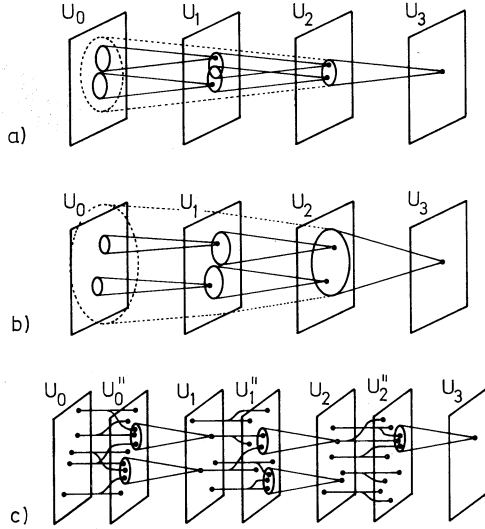 U₀ U₁ U₂ U₃
a)
U₀ U₁ U₂ U₃
b)
U₀ U₀" U₁ U₁" U₂ U₂" U₃
c)